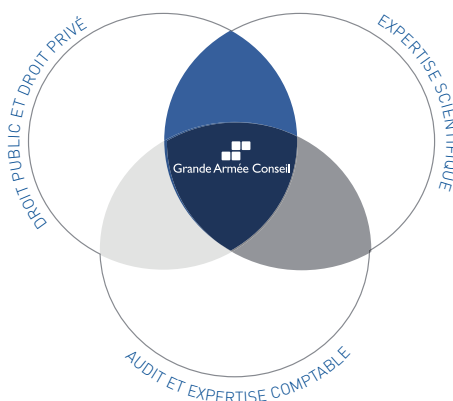 DROIT PUBLIC ET DROIT PRIVÉ
EXPERTISE SCIENTIFIQUE
Grande Armée Conseil
AUDIT ET EXPERTISE COMPTABLE